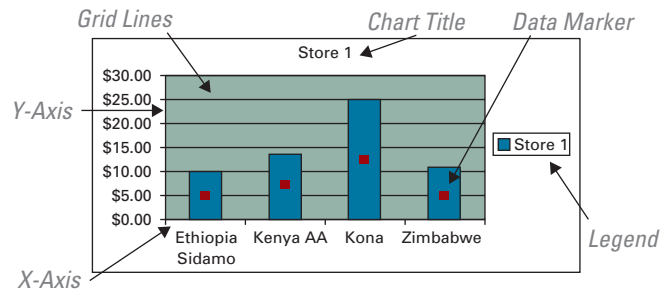 Grid Lines
Chart Title
Data Marker
Store 1
$30.00
$25.00
Y-Axis
$20.00
$15.00
Store 1
$10.00
$5.00
$0.00
Ethiopia Sidamo
Kenya AA
Kona
Zimbabwe
Legend
X-Axis